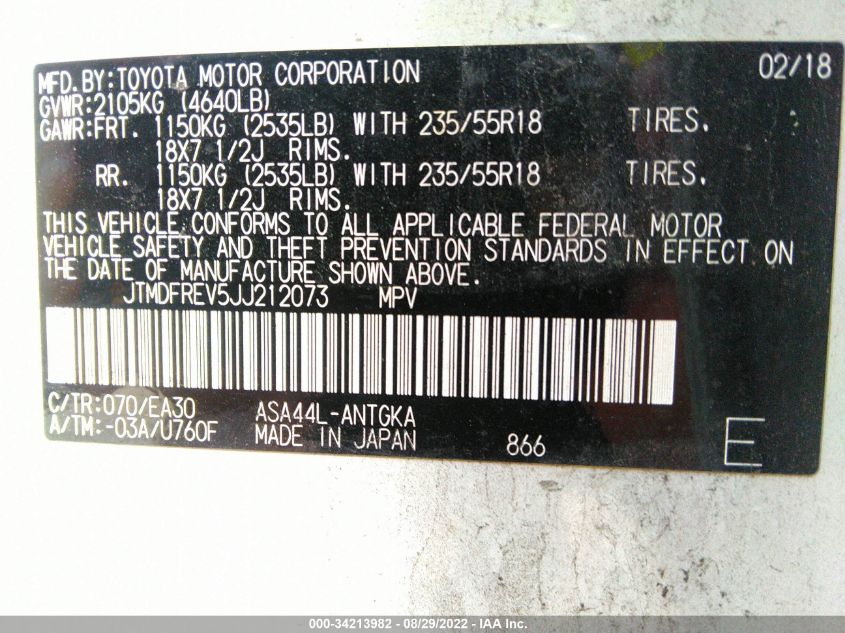 MFD.BY:TOYOTA MOTOR CORPORATION 02/18
GVWR:2105KG (4640LB)
GAWR:FRT. 1150KG (2535LB) WITH 235/55R18 TIRES.
18X7 1/2J RIMS.
RR. 1150KG (2535LB) WITH 235/55R18 TIRES.
18X7 1/2J RIMS.
THIS VEHICLE CONFORMS TO ALL APPLICABLE FEDERAL MOTOR
VEHICLE SAFETY AND THEFT PREVENTION STANDARDS IN EFFECT ON
THE DATE OF MANUFACTURE SHOWN ABOVE.
JTMDFREV5JJ212073 MPV
C/TR:070/EA30 ASA44L-ANTGKA
A/TM:-03A/U760F MADE IN JAPAN 866 E
000-34213982 - 08/29/2022 - IAA Inc.